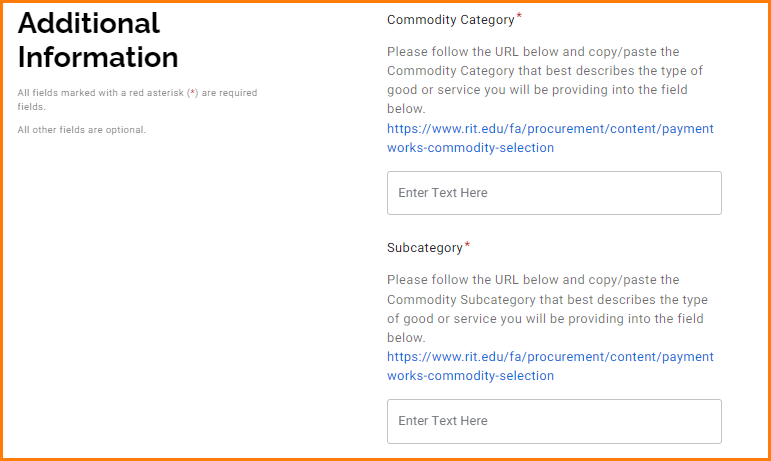 Additional
Information
All fields marked with a red asterisk (*) are required
fields.
All other fields are optional.
Commodity Category*
Please follow the URL below and copy/paste the
Commodity Category that best describes the type of
good or service you will be providing into the field
below.
https://www.rit.edu/fa/procurement/content/payment
works-commodity-selection
Enter Text Here
Subcategory*
Please follow the URL below and copy/paste the
Commodity Subcategory that best describes the type
of good or service you will be providing into the field
below.
https://www.rit.edu/fa/procurement/content/payment
works-commodity-selection
Enter Text Here